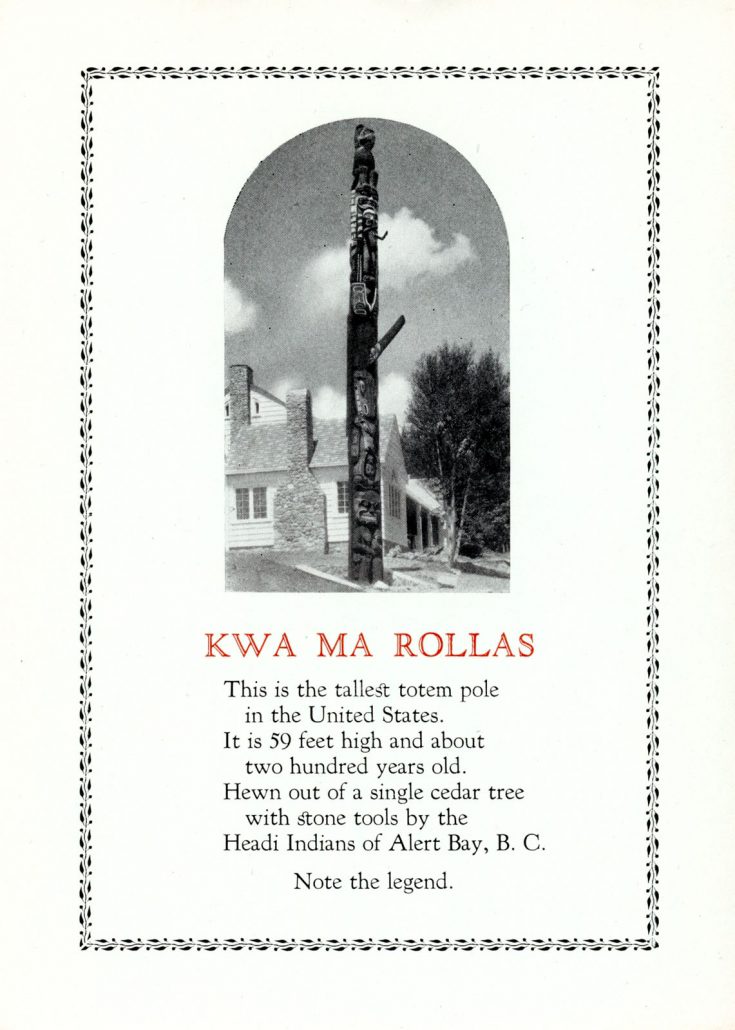 KWA MA ROLLAS
This is the tallest totem pole
in the United States.
It is 59 feet high and about
two hundred years old.
Hewn out of a single cedar tree
with stone tools by the
Headi Indians of Alert Bay, B. C.
Note the legend.